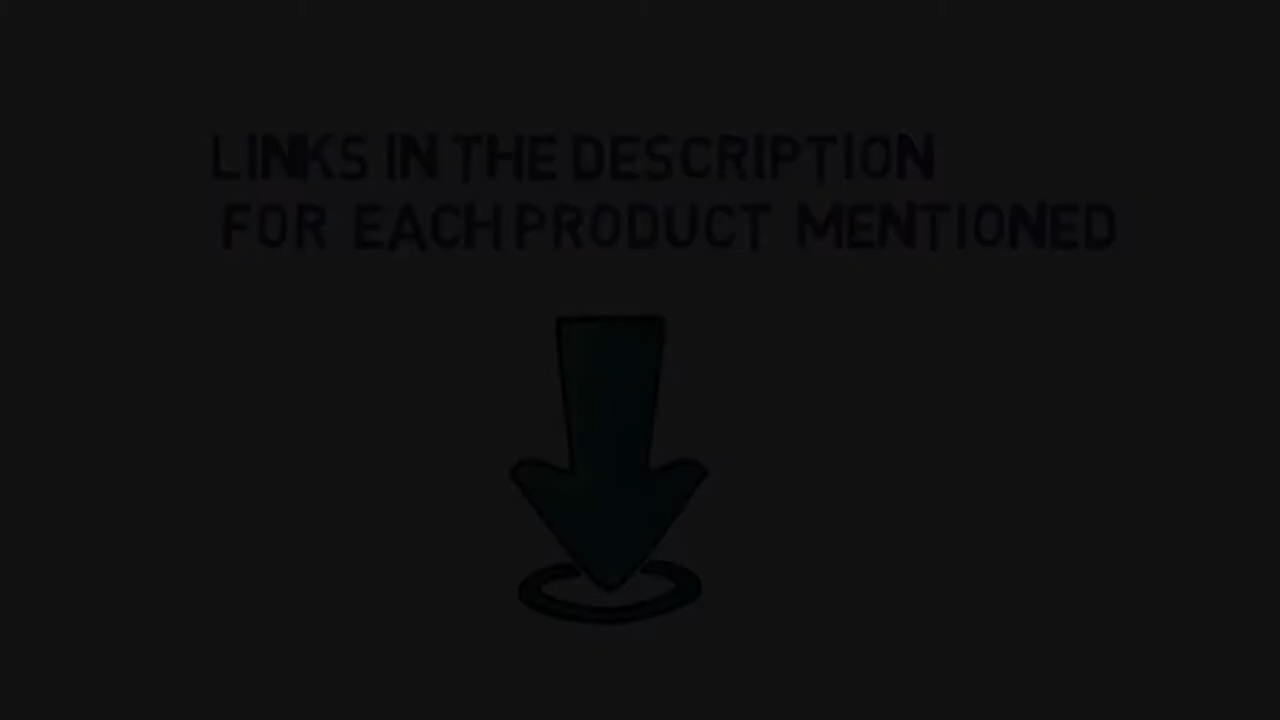 LINKS IN THE DESCRIPTION
FOR EACH PRODUCT MENTIONED